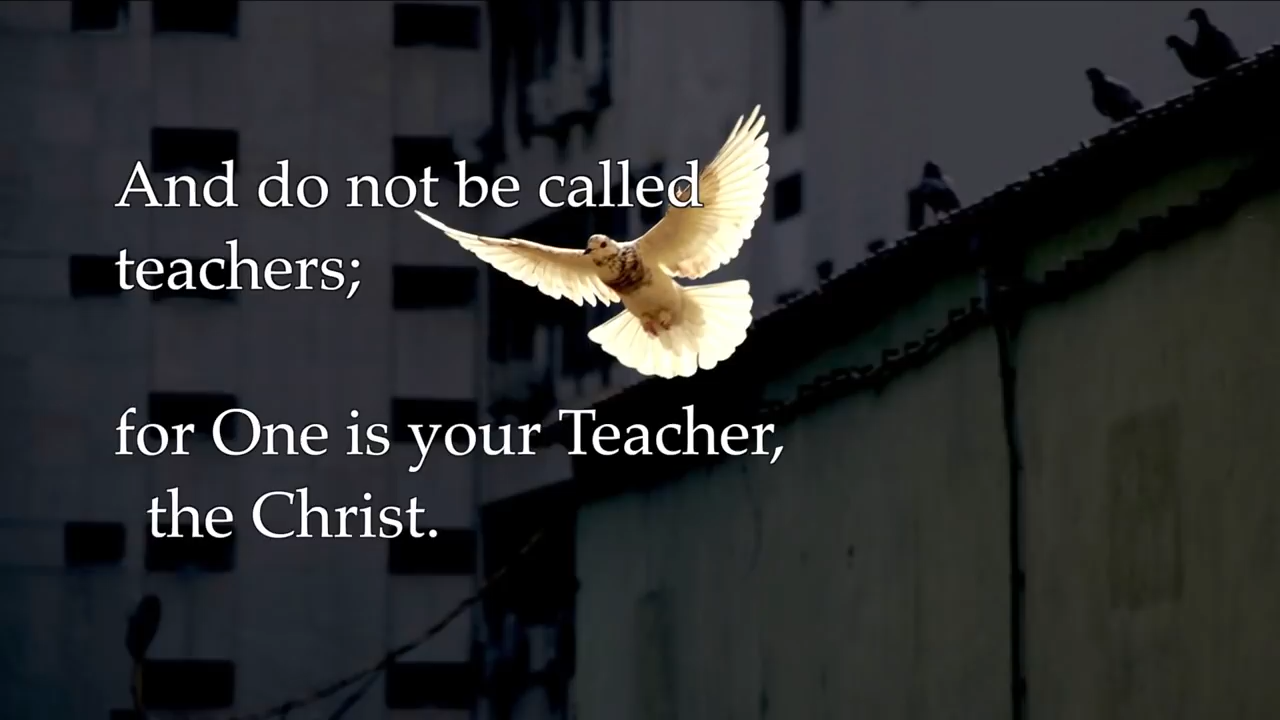 And do not be called
teachers;
for One is your Teacher,
the Christ.